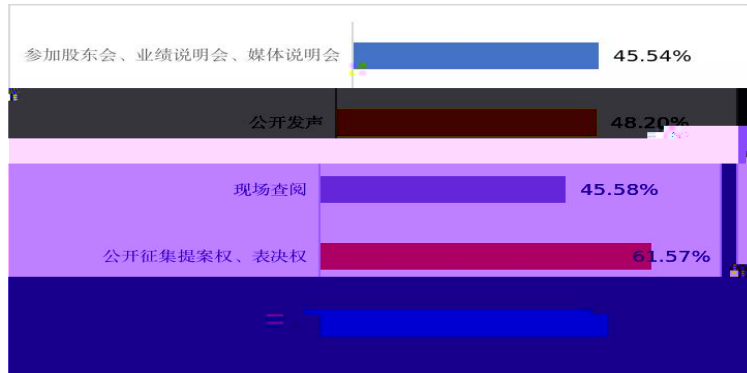 参加股东会、业绩说明会、媒体说明会 45.54%
公开发声 48.20%
现场查阅 45.58%
公开征集提案权、表决权 61.57%